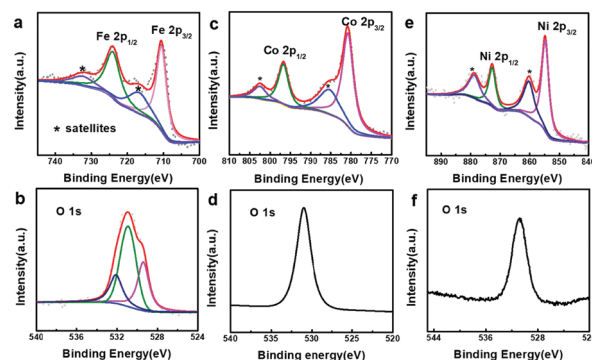 a
Fe 2p1/2
Fe 2p3/2
*
*
* satellites
Intensity(a.u.)
740 730 720 710 700
Binding Energy(eV)
c
Co 2p1/2
Co 2p3/2
*
*
Intensity(a.u.)
810 805 800 795 790 785 780 775 770
Binding Energy(eV)
e
Ni 2p1/2
Ni 2p3/2
*
*
Intensity(a.u.)
890 880 870 860 850 840
Binding Energy(eV)
b
O 1s
Intensity(a.u.)
540 536 532 528 524
Binding Energy(eV)
d
O 1s
Intensity(a.u.)
540 535 530 525 520
Binding energy(eV)
f
O 1s
Intensity(a.u.)
544 536 528
Binding energy(eV)